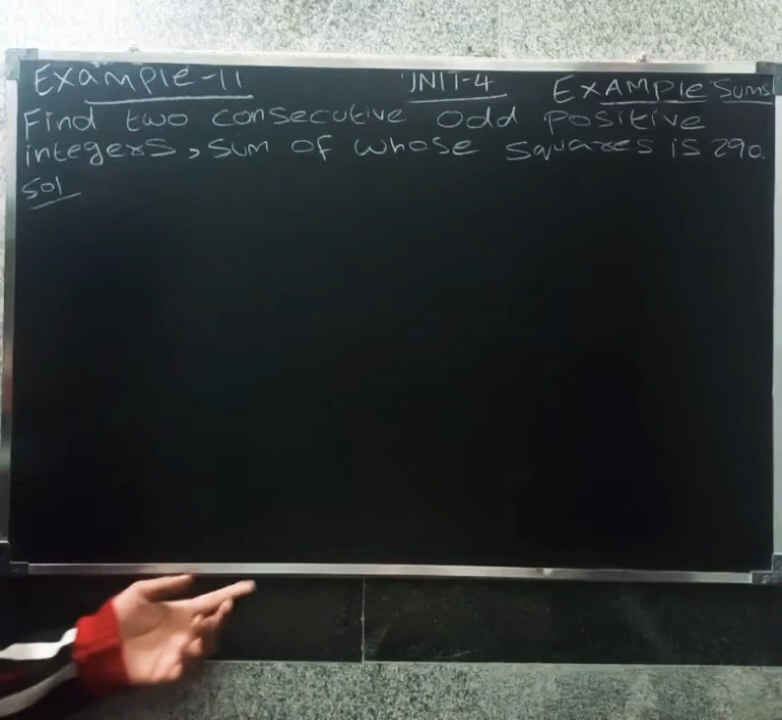 Example-11 UNIT-4 EXAMPLE Sums
Find two consecutive odd positive
integers, sum of whose squares is 290.
Sol